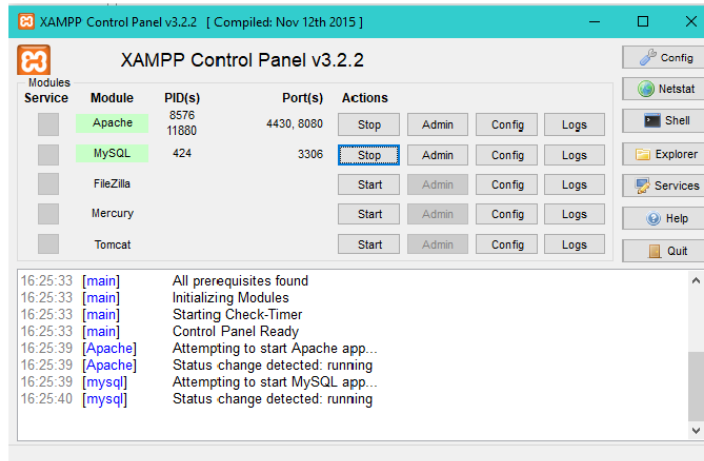 XAMPP Control Panel v3.2.2 [ Compiled: Nov 12th 2015 ]
XAMPP Control Panel v3.2.2
Config
Modules
Service Module PID(s) Port(s) Actions
Netstat
Apache 8576 11880 4430, 8080 Stop Admin Config Logs
Shell
MySQL 424 3306 Stop Admin Config Logs
Explorer
FileZilla Start Admin Config Logs
Services
Mercury Start Admin Config Logs
Help
Tomcat Start Admin Config Logs
Quit
16:25:33 [main] All prerequisites found
16:25:33 [main] Initializing Modules
16:25:33 [main] Starting Check-Timer
16:25:33 [main] Control Panel Ready
16:25:39 [Apache] Attempting to start Apache app...
16:25:39 [Apache] Status change detected: running
16:25:39 [mysql] Attempting to start MySQL app...
16:25:40 [mysql] Status change detected: running